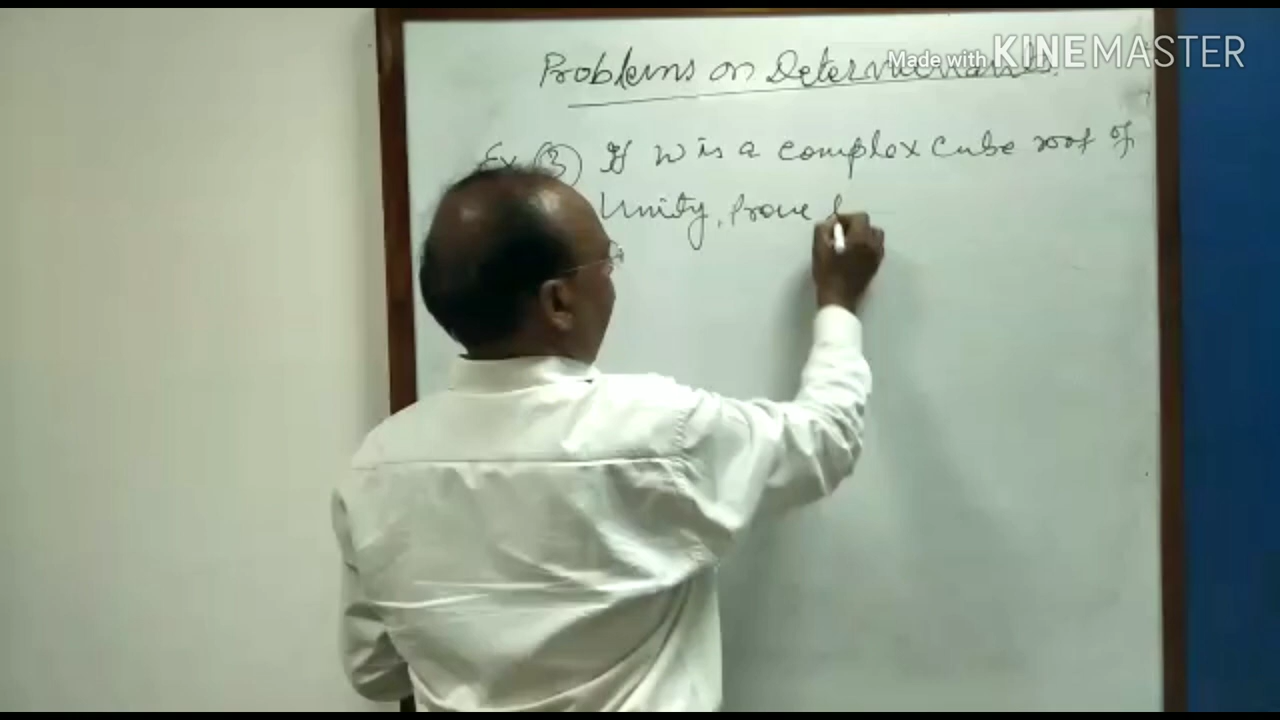 Made with KINEMASTER
Problems on Determinants.
Ex (3) If w is a complex cube root of
Unity, Prove